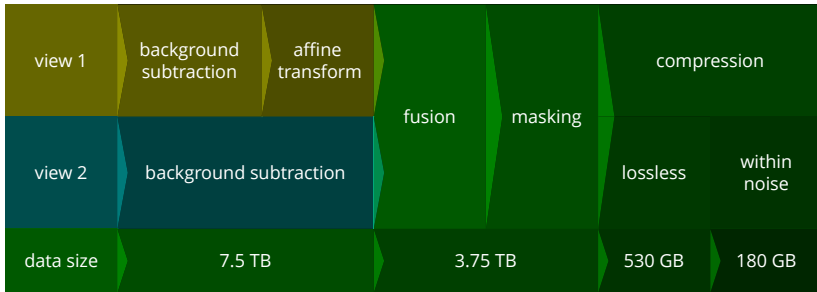 view 1
background
subtraction
affine
transform
fusion
masking
compression
view 2
background subtraction
lossless
within
noise
data size
7.5 TB
3.75 TB
530 GB
180 GB